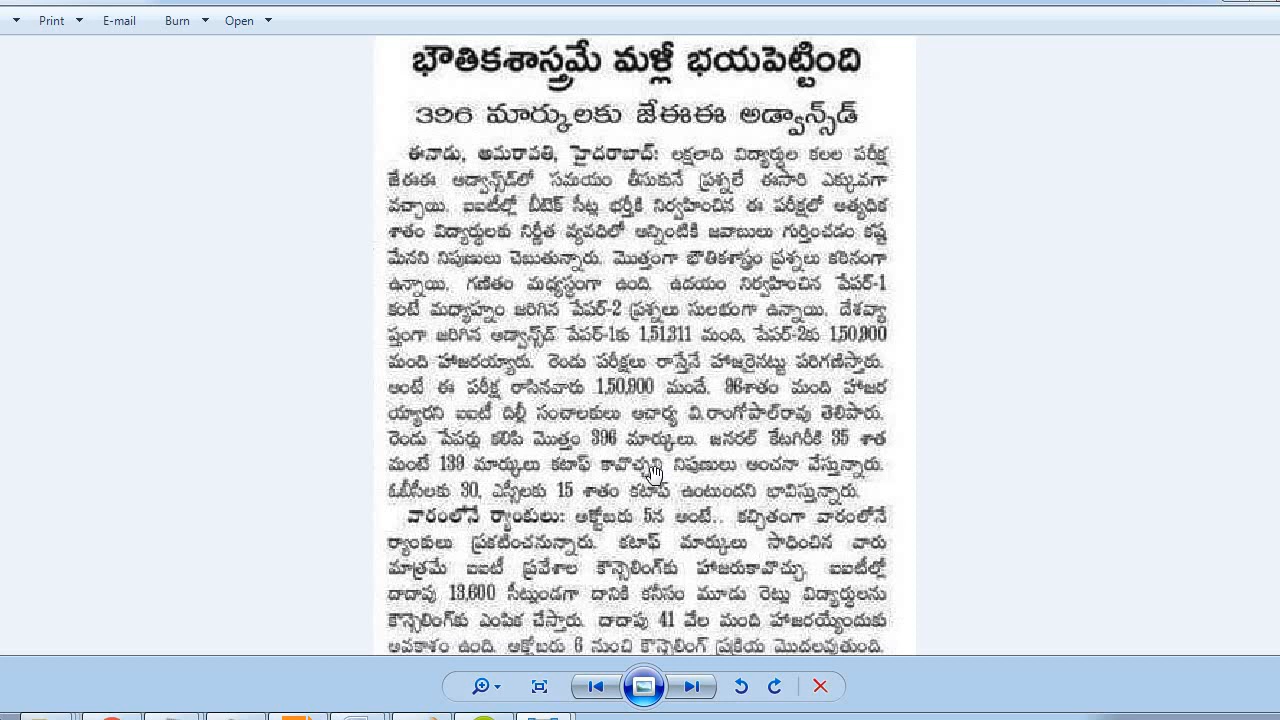 Print E-mail Burn Open
భౌతికశాస్త్రమే మళ్లీ భయపెట్టింది
396 మార్కులకు జేఈఈ అడ్వాన్స్‌డ్
ఈనాడు, అమరావతి, హైదరాబాద్: లక్షలాది విద్యార్థుల కలల పరీక్ష
జేఈఈ అడ్వాన్స్‌డ్‌లో సమయం తీసుకునే ప్రశ్నలే ఈసారి ఎక్కువగా
వచ్చాయి. ఐఐటీల్లో బీటెక్ సీట్ల భర్తీకి నిర్వహించిన ఈ పరీక్షలో అత్యధిక
శాతం విద్యార్థులకు నిర్ణీత వ్యవధిలో అన్నింటికీ జవాబులు గుర్తించడం కష్ట
మేనని నిపుణులు చెబుతున్నారు. మొత్తంగా భౌతికశాస్త్రం ప్రశ్నలు కఠినంగా
ఉన్నాయి. గణితం మధ్యస్థంగా ఉంది. ఉదయం నిర్వహించిన పేపర్-1
కంటే మధ్యాహ్నం జరిగిన పేపర్-2 ప్రశ్నలు సులభంగా ఉన్నాయి. దేశవ్యా
ప్తంగా జరిగిన అడ్వాన్స్‌డ్ పేపర్-1కు 1,51,311 మంది, పేపర్-2కు 1,50,900
మంది హాజరయ్యారు. రెండు పరీక్షలు రాస్తేనే హాజరైనట్లు పరిగణిస్తారు.
అంటే ఈ పరీక్ష రాసినవారు 1,50,900 మందే. 96శాతం మంది హాజర
య్యారని ఐఐటీ దిల్లీ సంచాలకులు ఆచార్య వి.రాంగోపాల్‌రావు తెలిపారు.
రెండు పేపర్లు కలిపి మొత్తం 396 మార్కులు. జనరల్ కేటగిరీకి 35 శాత
మంటే 139 మార్కులు కటాఫ్ కావొచ్చని నిపుణులు అంచనా వేస్తున్నారు.
ఓబీసీలకు 30, ఎస్సీలకు 15 శాతం కటాఫ్ ఉంటుందని భావిస్తున్నారు.
వారంలోనే ర్యాంకులు: అక్టోబరు 5న అంటే.. కచ్చితంగా వారంలోనే
ర్యాంకులు ప్రకటించనున్నారు. కటాఫ్ మార్కులు సాధించిన వారు
మాత్రమే ఐఐటీ ప్రవేశాల కౌన్సెలింగ్‌కు హాజరుకావొచ్చు. ఐఐటీల్లో
దాదాపు 13,600 సీట్లుండగా దానికి కనీసం మూడు రెట్లు విద్యార్థులను
కౌన్సెలింగ్‌కు ఎంపిక చేస్తారు. దాదాపు 41 వేల మంది హాజరయ్యేందుకు
అవకాశం ఉంది. అక్టోబరు 6 నుంచి కౌన్సెలింగ్ ప్రక్రియ మొదలవుతుంది.